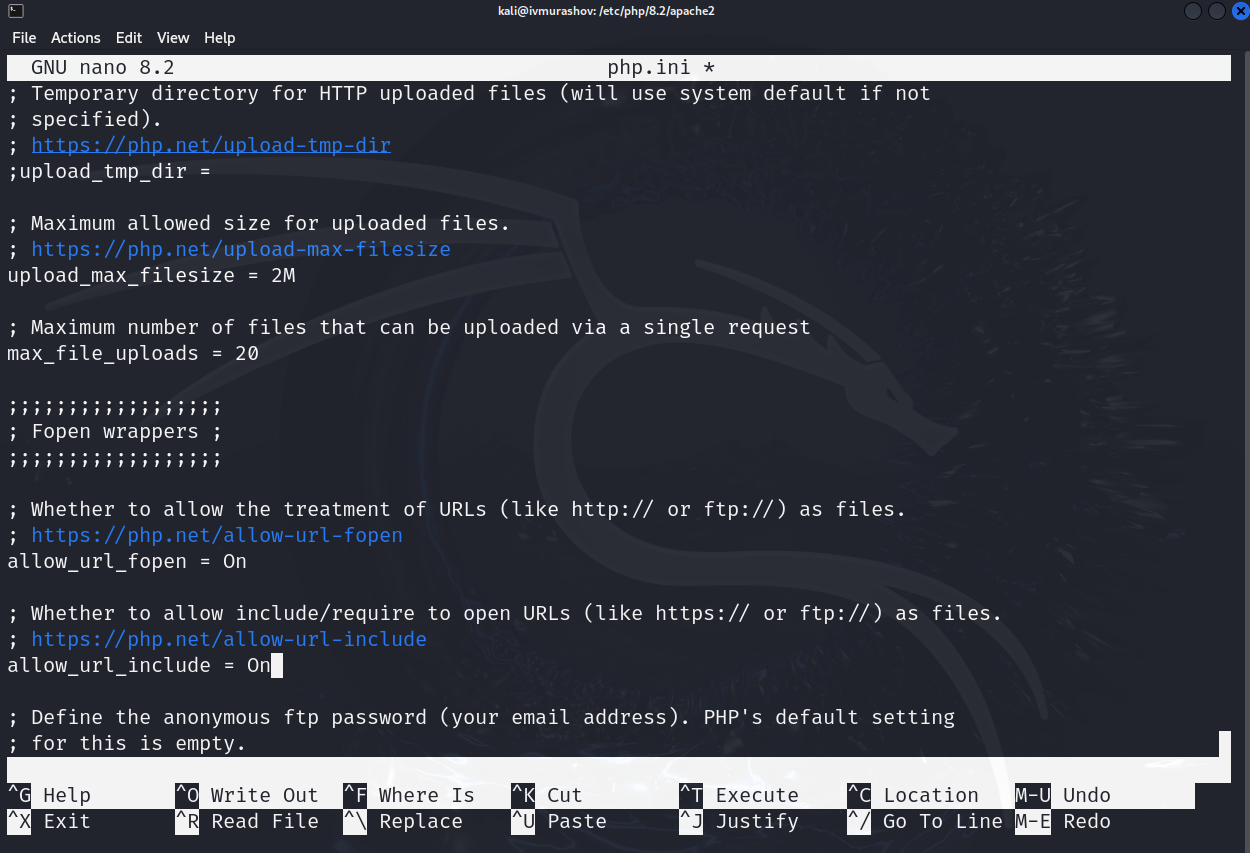 kali@ivmurashov: /etc/php/8.2/apache2
File Actions Edit View Help
GNU nano 8.2 php.ini *
; Temporary directory for HTTP uploaded files (will use system default if not
; specified).
; https://php.net/upload-tmp-dir
;upload_tmp_dir =
; Maximum allowed size for uploaded files.
; https://php.net/upload-max-filesize
upload_max_filesize = 2M
; Maximum number of files that can be uploaded via a single request
max_file_uploads = 20
;;;;;;;;;;;;;;;;;;
; Fopen wrappers ;
;;;;;;;;;;;;;;;;;;
; Whether to allow the treatment of URLs (like http:// or ftp://) as files.
; https://php.net/allow-url-fopen
allow_url_fopen = On
; Whether to allow include/require to open URLs (like https:// or ftp://) as files.
; https://php.net/allow-url-include
allow_url_include = On
; Define the anonymous ftp password (your email address). PHP's default setting
; for this is empty.
^G Help ^O Write Out ^F Where Is ^K Cut ^T Execute ^C Location M-U Undo
^X Exit ^R Read File ^\ Replace ^U Paste ^J Justify ^/ Go To Line M-E Redo